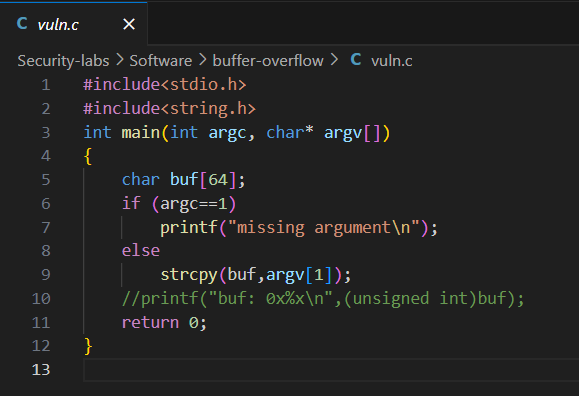 C vuln.c ×
Security-labs > Software > buffer-overflow > C vuln.c
1 #include<stdio.h>
2 #include<string.h>
3 int main(int argc, char* argv[])
4 {
5     char buf[64];
6     if (argc==1)
7         printf("missing argument\n");
8     else
9         strcpy(buf,argv[1]);
10     //printf("buf: 0x%x\n",(unsigned int)buf);
11     return 0;
12 }
13